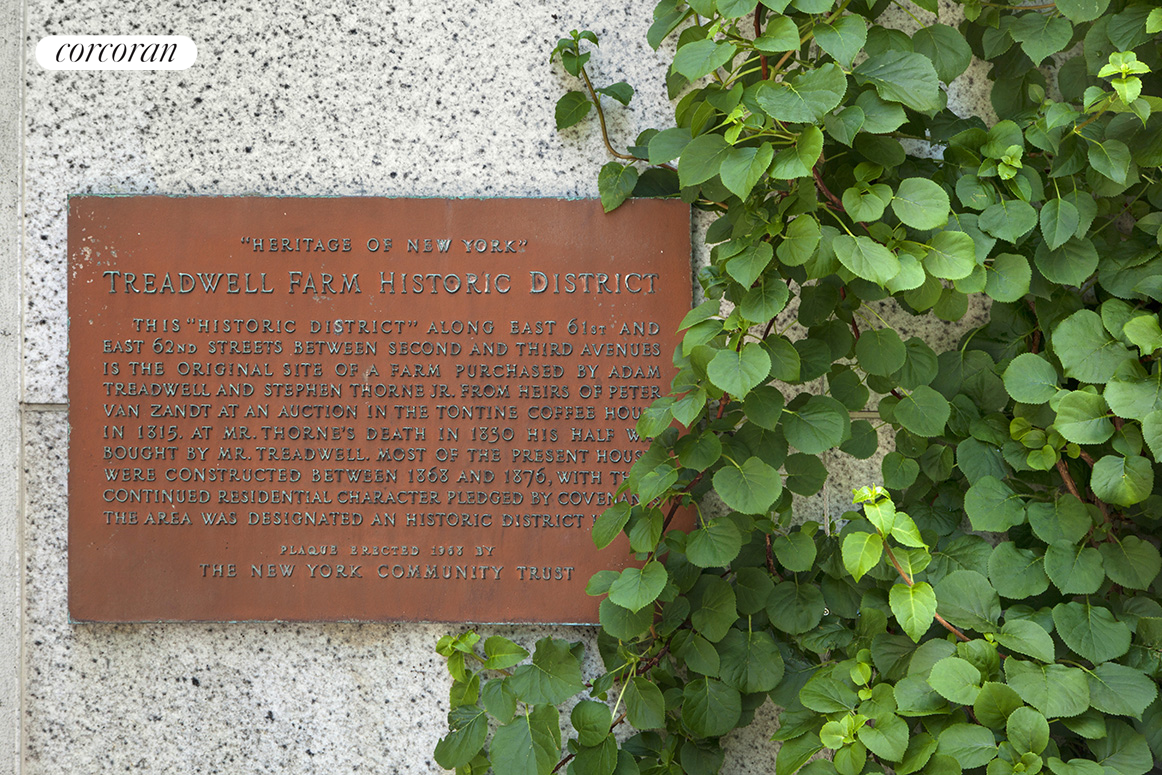 corcoran
"HERITAGE OF NEW YORK"
TREADWELL FARM HISTORIC DISTRICT
THIS "HISTORIC DISTRICT" ALONG EAST 61ST AND
EAST 62ND STREETS BETWEEN SECOND AND THIRD AVENUES
IS THE ORIGINAL SITE OF A FARM PURCHASED BY ADAM
TREADWELL AND STEPHEN THORNE JR. FROM HEIRS OF PETER
VAN ZANDT AT AN AUCTION IN THE TONTINE COFFEE HOU
IN 1815. AT MR. THORNE'S DEATH IN 1830 HIS HALF W
BOUGHT BY MR. TREADWELL. MOST OF THE PRESENT HOUS
WERE CONSTRUCTED BETWEEN 1868 AND 1876, WITH TH
CONTINUED RESIDENTIAL CHARACTER PLEDGED BY COVENAN
THE AREA WAS DESIGNATED AN HISTORIC DISTRICT
PLAQUE ERECTED BY
THE NEW YORK COMMUNITY TRUST